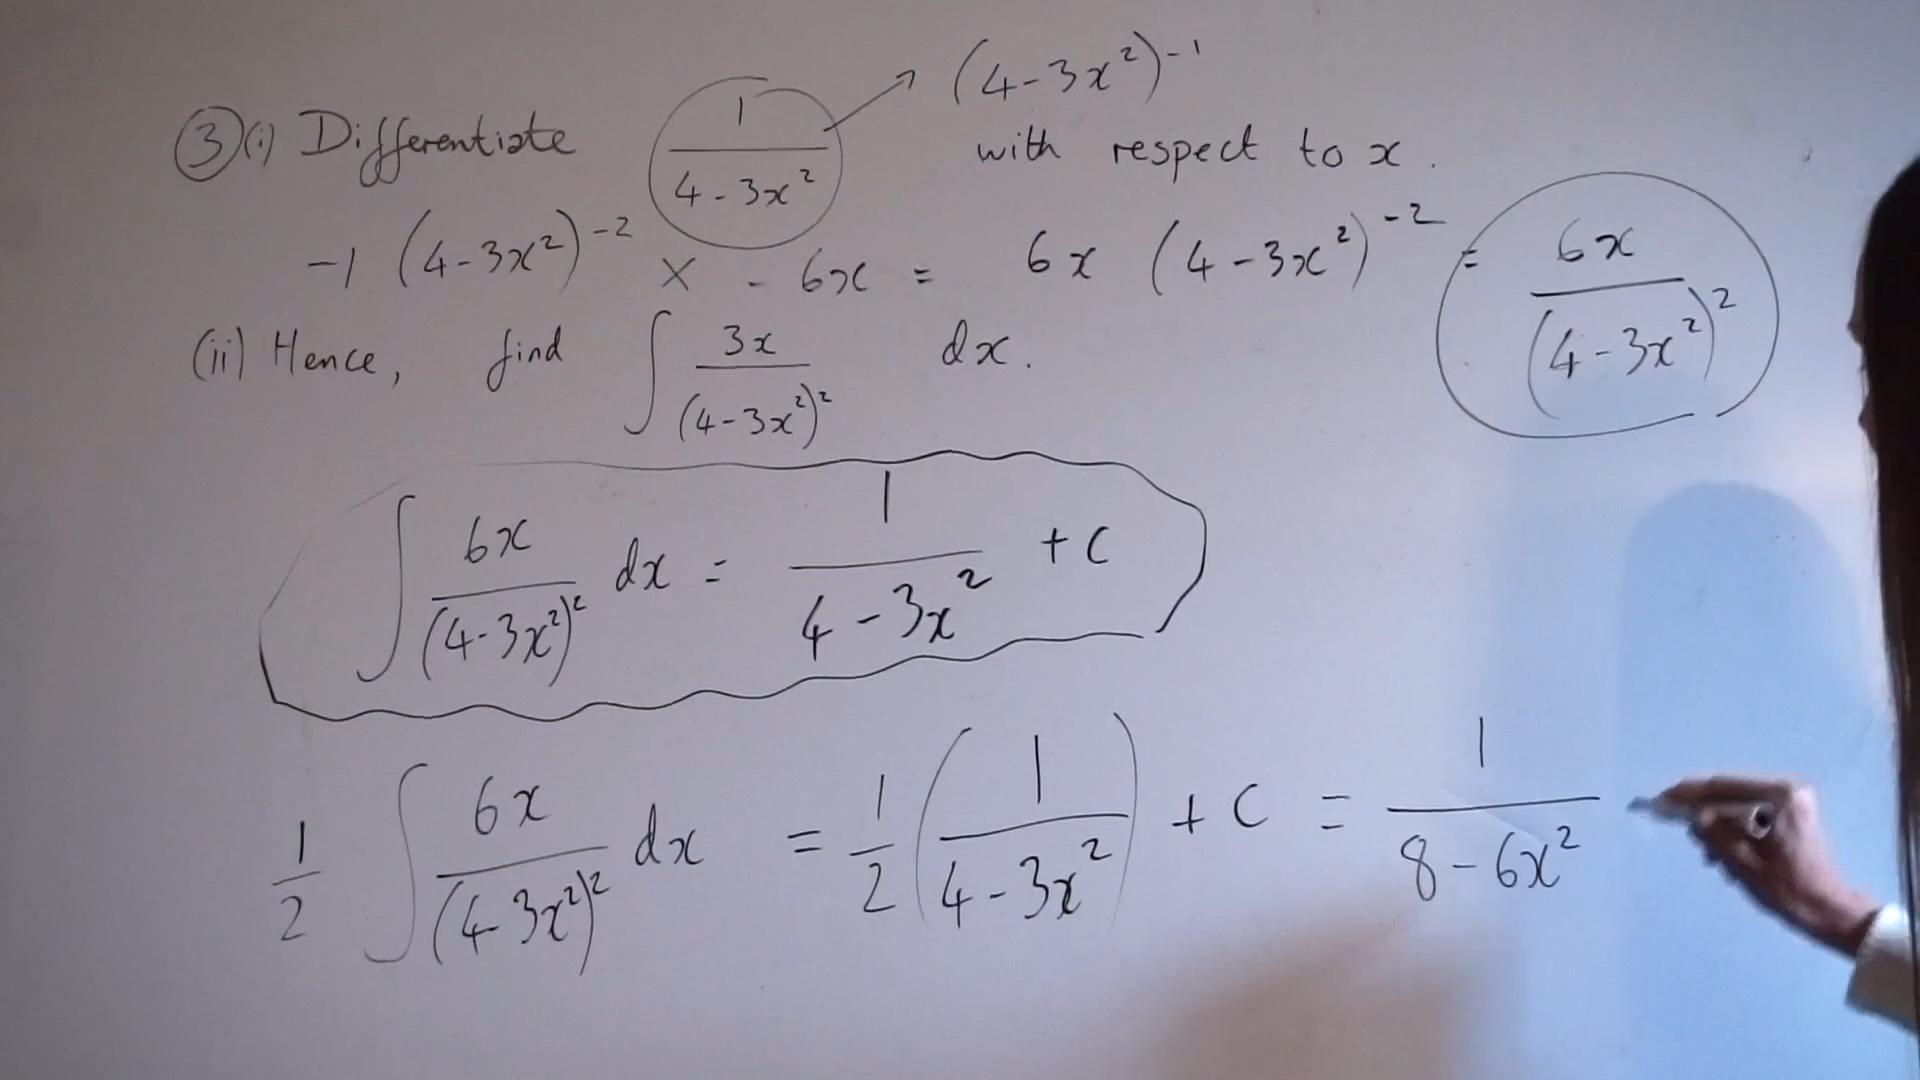 (4-3x²)⁻¹
③(i) Differentiate 1/(4-3x²) with respect to x.
-1 (4-3x²)⁻² × -6x = 6x (4-3x²)⁻² = 6x/(4-3x²)²
(ii) Hence, find ∫ 3x/(4-3x²)² dx.
∫ 6x/(4-3x²)² dx = 1/(4-3x²) + c
1/2 ∫ 6x/(4-3x²)² dx = 1/2 (1/(4-3x²)) + c = 1/(8-6x²)